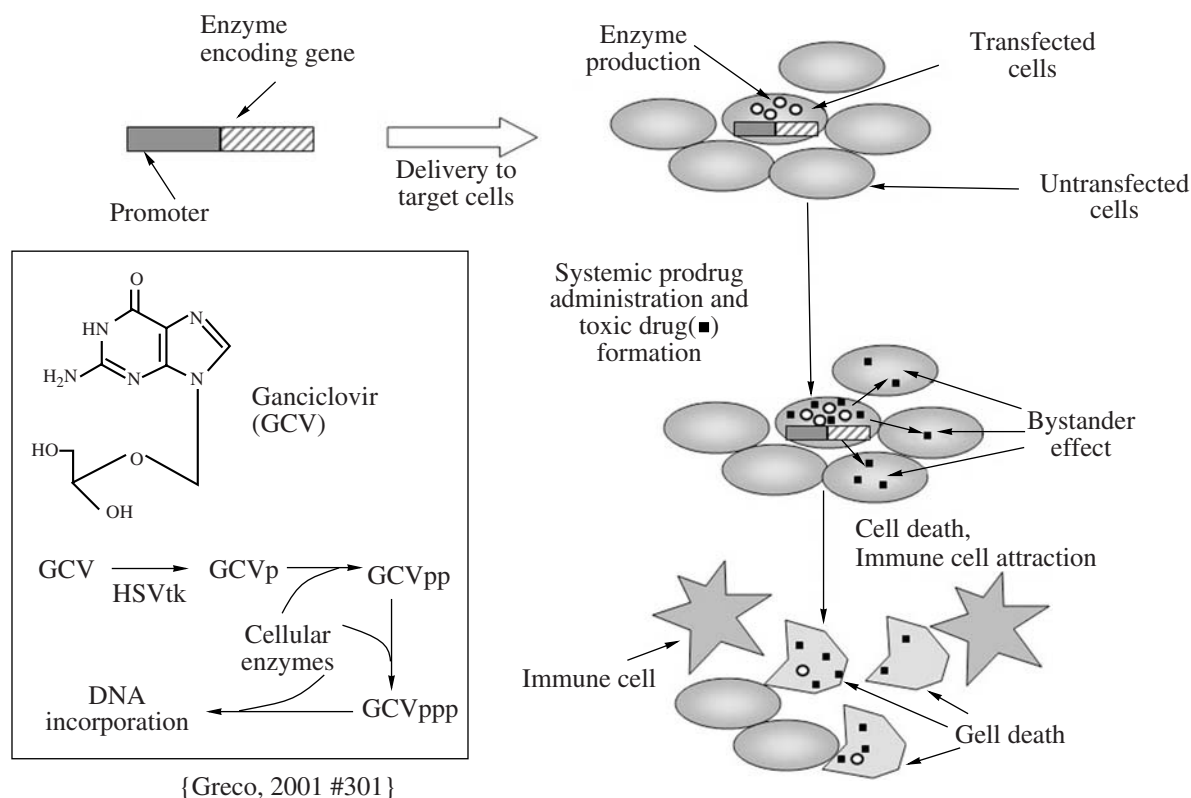 Enzyme
encoding gene
Promoter
Delivery to
target cells
Enzyme
production
Transfected
cells
Untransfected
cells
Systemic prodrug
administration and
toxic drug(■)
formation
Bystander
effect
Cell death,
Immune cell attraction
Immune cell
Gell death
O
HN
N
H₂N
N
N
Ganciclovir
(GCV)
HO
O
OH
GCV
HSVtk
GCVp
GCVpp
Cellular
enzymes
DNA
incorporation
GCVppp
{Greco, 2001 #301}